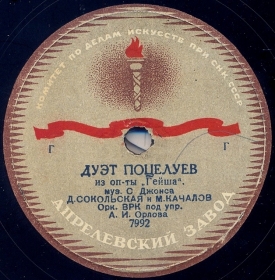 КОМИТЕТ ПО ДЕЛАМ ИСКУССТВ ПРИ СНК СССР
Г Г
ДУЭТ ПОЦЕЛУЕВ
из оп-ты „Гейша“,
муз. С. Джонса
Д. СОКОЛЬСКАЯ и М. КАЧАЛОВ
Орк. ВРК под упр.
А. И. Орлова
7992
АПРЕЛЕВСКИЙ ЗАВОД